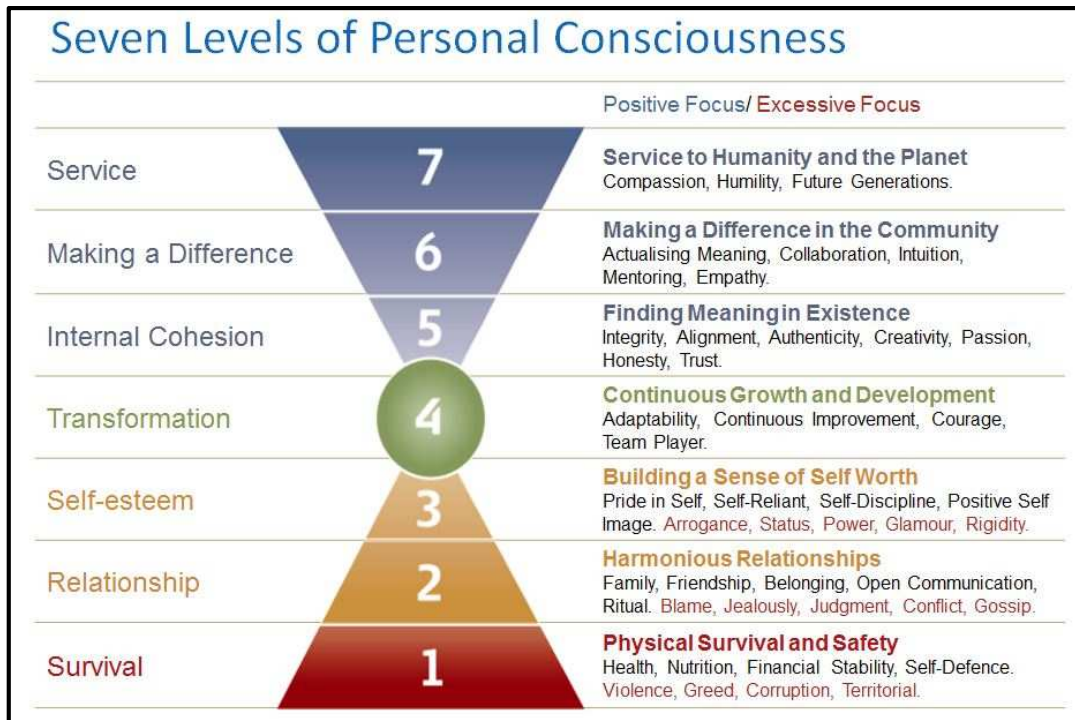 Seven Levels of Personal Consciousness
Positive Focus/ Excessive Focus
Service
7
Service to Humanity and the Planet
Compassion, Humility, Future Generations.
Making a Difference
6
Making a Difference in the Community
Actualising Meaning, Collaboration, Intuition,
Mentoring, Empathy.
Internal Cohesion
5
Finding Meaning in Existence
Integrity, Alignment, Authenticity, Creativity, Passion,
Honesty, Trust.
Transformation
4
Continuous Growth and Development
Adaptability, Continuous Improvement, Courage,
Team Player.
Self-esteem
3
Building a Sense of Self Worth
Pride in Self, Self-Reliant, Self-Discipline, Positive Self
Image. Arrogance, Status, Power, Glamour, Rigidity.
Relationship
2
Harmonious Relationships
Family, Friendship, Belonging, Open Communication,
Ritual. Blame, Jealously, Judgment, Conflict, Gossip.
Survival
1
Physical Survival and Safety
Health, Nutrition, Financial Stability, Self-Defence.
Violence, Greed, Corruption, Territorial.